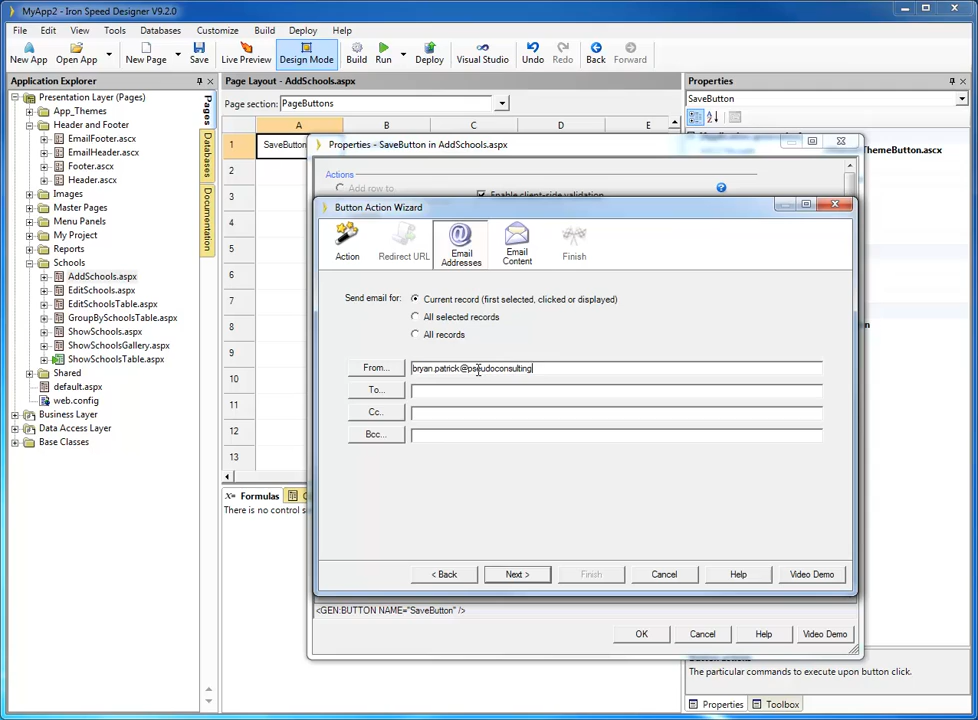 MyApp2 - Iron Speed Designer V9.2.0
File Edit View Tools Databases Customize Build Deploy Help
New App Open App New Page Save Live Preview Design Mode Build Run Deploy Visual Studio Undo Redo Back Forward
Application Explorer
Page Layout - AddSchools.aspx
Properties
Presentation Layer (Pages)
App_Themes
Header and Footer
EmailFooter.ascx
EmailHeader.ascx
Footer.ascx
Header.ascx
Images
Master Pages
Menu Panels
My Project
Reports
Schools
AddSchools.aspx
EditSchools.aspx
EditSchoolsTable.aspx
GroupBySchoolsTable.aspx
ShowSchools.aspx
ShowSchoolsGallery.aspx
ShowSchoolsTable.aspx
Shared
default.aspx
web.config
Business Layer
Data Access Layer
Base Classes
Pages
Databases
Documentation
Page section: PageButtons
A B C D E
1 SaveButton
2
3
4
5
6
7
8
9
10
11
12
13
Formulas
There is no control s
SaveButton
ThemeButton.ascx
Properties - SaveButton in AddSchools.aspx
Actions
Add row to
Enable client-side validation
Button Action Wizard
Action
Redirect URL
Email Addresses
Email Content
Finish
Send email for:
Current record (first selected, clicked or displayed)
All selected records
All records
From... bryan.patrick@pseudoconsulting
To...
Cc..
Bcc...
< Back Next > Finish Cancel Help Video Demo
<GEN:BUTTON NAME="SaveButton" />
OK Cancel Help Video Demo
The particular commands to execute upon button click.
Properties Toolbox